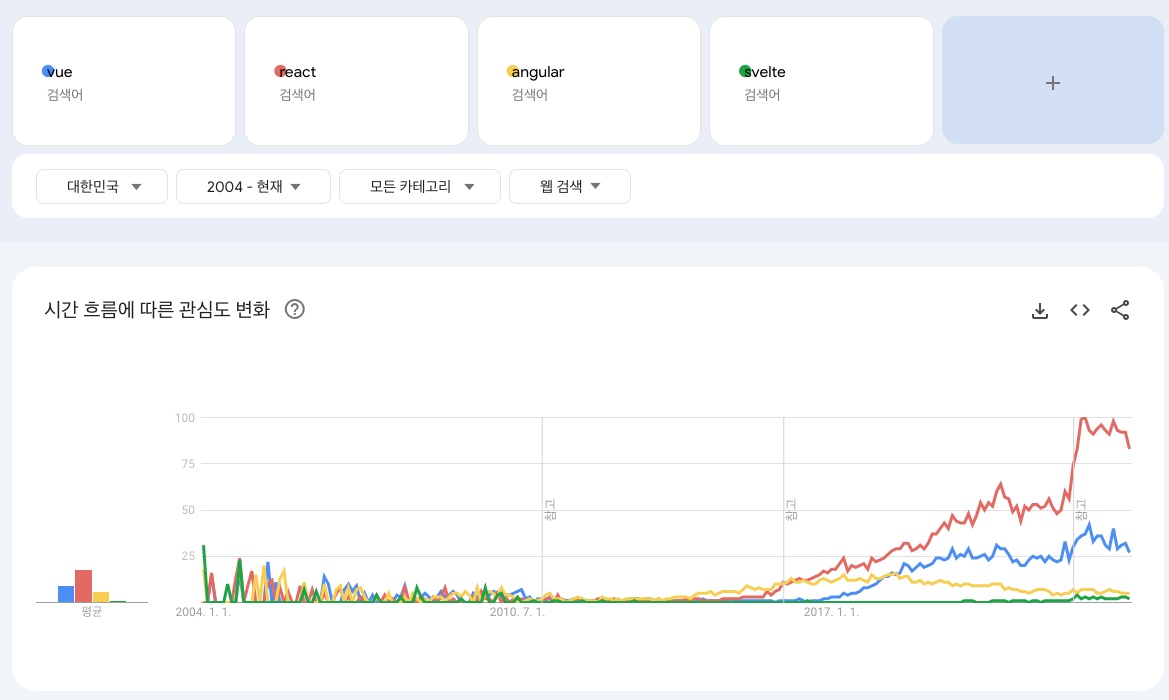 vue
검색어
react
검색어
angular
검색어
svelte
검색어
+
대한민국
2004 - 현재
모든 카테고리
웹 검색
시간 흐름에 따른 관심도 변화
?
100
75
50
25
참고
참고
참고
평균
2004. 1. 1.
2010. 7. 1.
2017. 1. 1.